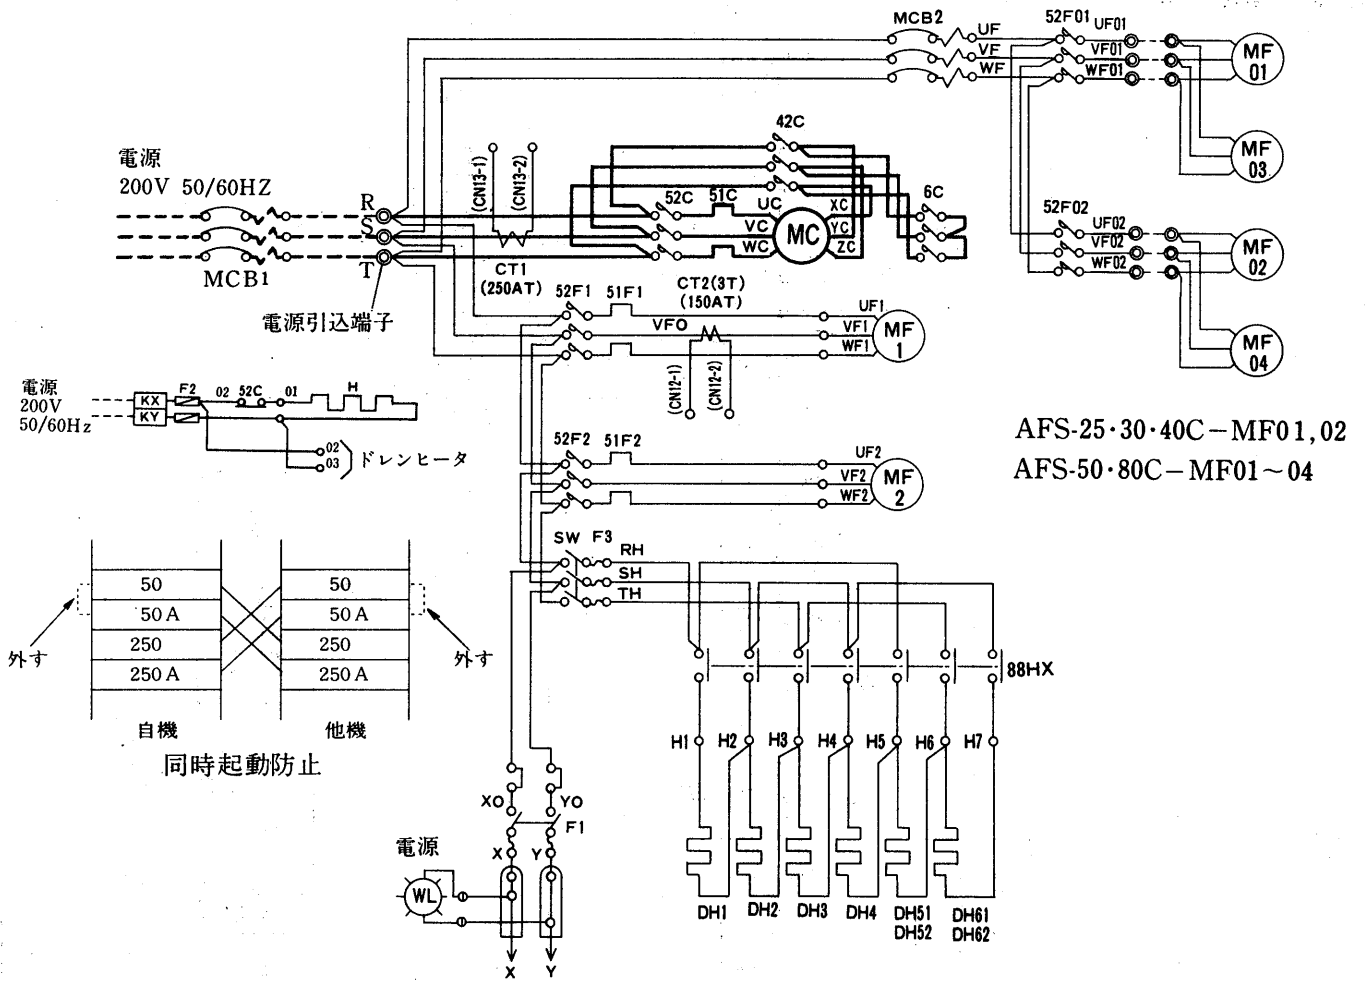 MCB2
UF
VF
WF
52F01
UF01
VF01
WF01
MF
01
MF
03
52F02
UF02
VF02
WF02
MF
02
MF
04
電源
200V 50/60HZ
R
S
T
MCB1
電源引込端子
(CN13-1)
(CN13-2)
CT1
(250AT)
42C
52C
51C
UC
VC
WC
MC
XC
YC
ZC
6C
CT2(3T)
(150AT)
52F1
51F1
VFO
UF1
VF1
WF1
MF
1
(CN12-1)
(CN12-2)
電源
200V
50/60Hz
KX
KY
F2
02
52C
01
H
02
03
ドレンヒータ
52F2
51F2
UF2
VF2
WF2
MF
2
AFS-25·30·40C−MF01,02
AFS-50·80C−MF01〜04
SW
F3
RH
SH
TH
50
50A
250
250A
50
50A
250
250A
外す
外す
自機
他機
同時起動防止
88HX
H1
H2
H3
H4
H5
H6
H7
XO
YO
F1
X
Y
電源
WL
X
Y
DH1
DH2
DH3
DH4
DH51
DH52
DH61
DH62